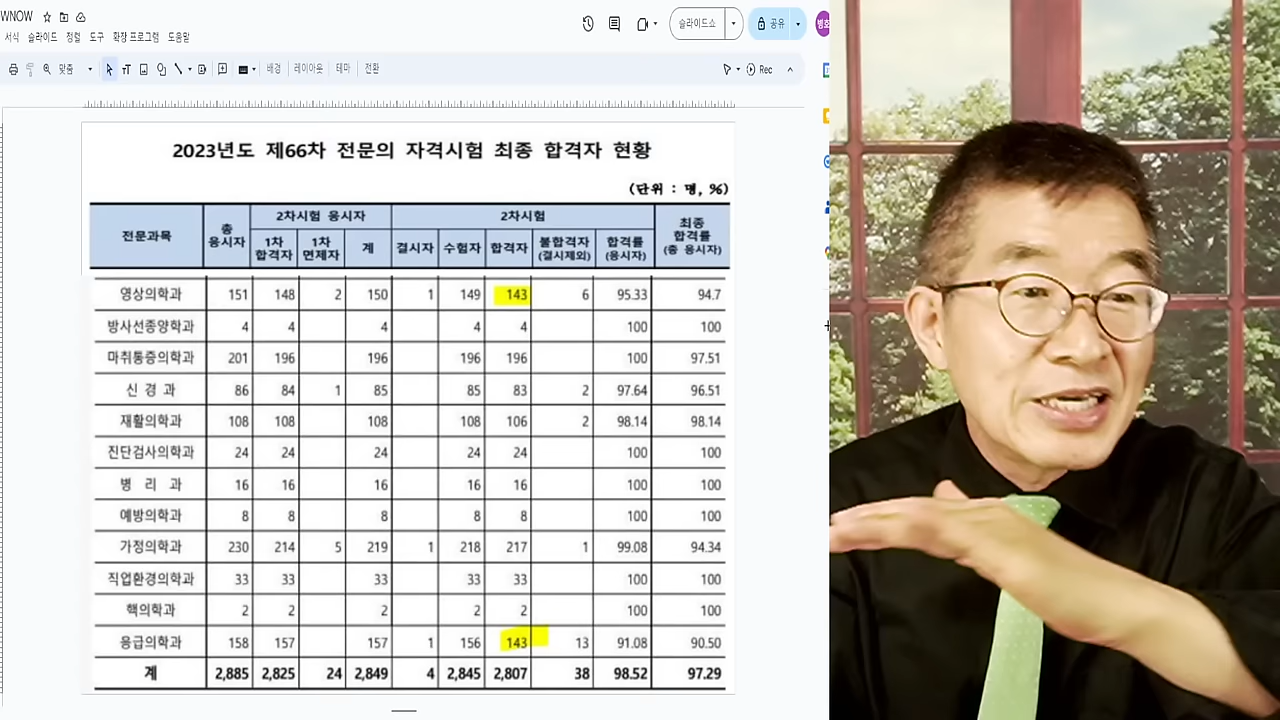 WNOW
서식 슬라이드 정렬 도구 확장 프로그램 도움말
슬라이드쇼
공유
병호
맞춤
배경 레이아웃 테마 전환
Rec
2023년도 제66차 전문의 자격시험 최종 합격자 현황
(단위 : 명, %)
전문과목 총 응시자 2차시험 응시자 2차시험 최종 합격률 (총 응시자)
1차 합격자 1차 면제자 계 결시자 수험자 합격자 불합격자 (결시제외) 합격률 (응시자)
영상의학과 151 148 2 150 1 149 143 6 95.33 94.7
방사선종양학과 4 4 4 4 4 100 100
마취통증의학과 201 196 196 196 196 100 97.51
신 경 과 86 84 1 85 85 83 2 97.64 96.51
재활의학과 108 108 108 108 106 2 98.14 98.14
진단검사의학과 24 24 24 24 24 100 100
병 리 과 16 16 16 16 16 100 100
예방의학과 8 8 8 8 8 100 100
가정의학과 230 214 5 219 1 218 217 1 99.08 94.34
직업환경의학과 33 33 33 33 33 100 100
핵의학과 2 2 2 2 2 100 100
응급의학과 158 157 157 1 156 143 13 91.08 90.50
계 2,885 2,825 24 2,849 4 2,845 2,807 38 98.52 97.29